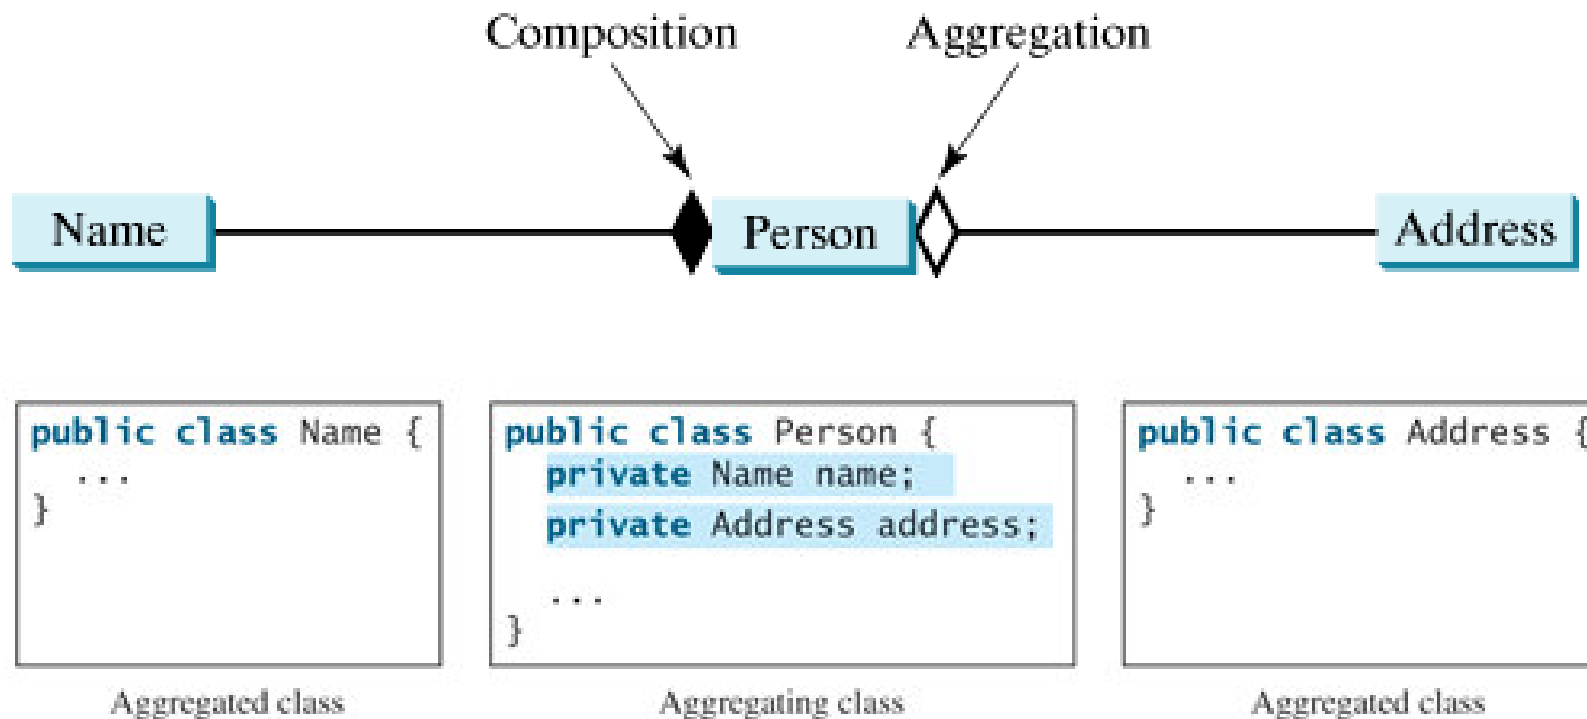 Composition
Aggregation
Name
Person
Address
public class Name {
...
}
Aggregated class
public class Person {
private Name name;
private Address address;
...
}
Aggregating class
public class Address {
...
}
Aggregated class